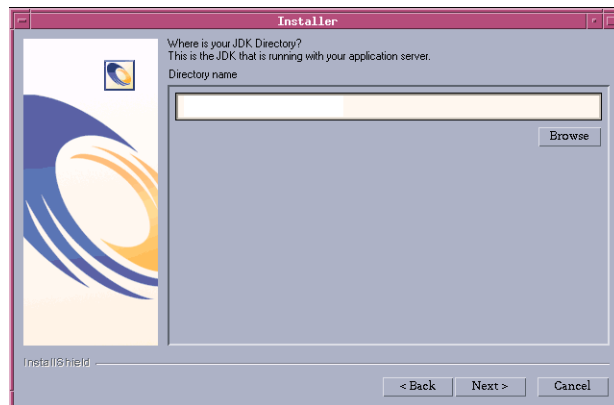 Installer
Where is your JDK Directory?
This is the JDK that is running with your application server.
Directory name
Browse
InstallShield
< Back Next > Cancel